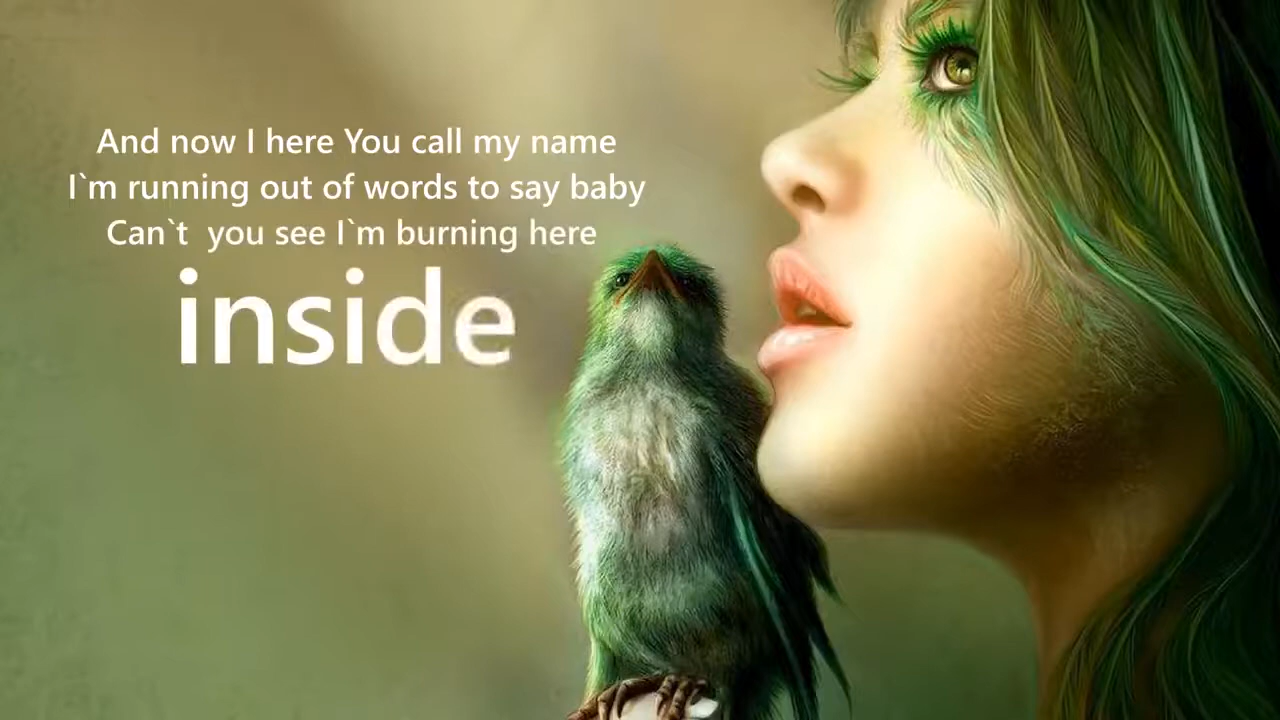 And now I here You call my name
I`m running out of words to say baby
Can`t  you see I`m burning here
inside